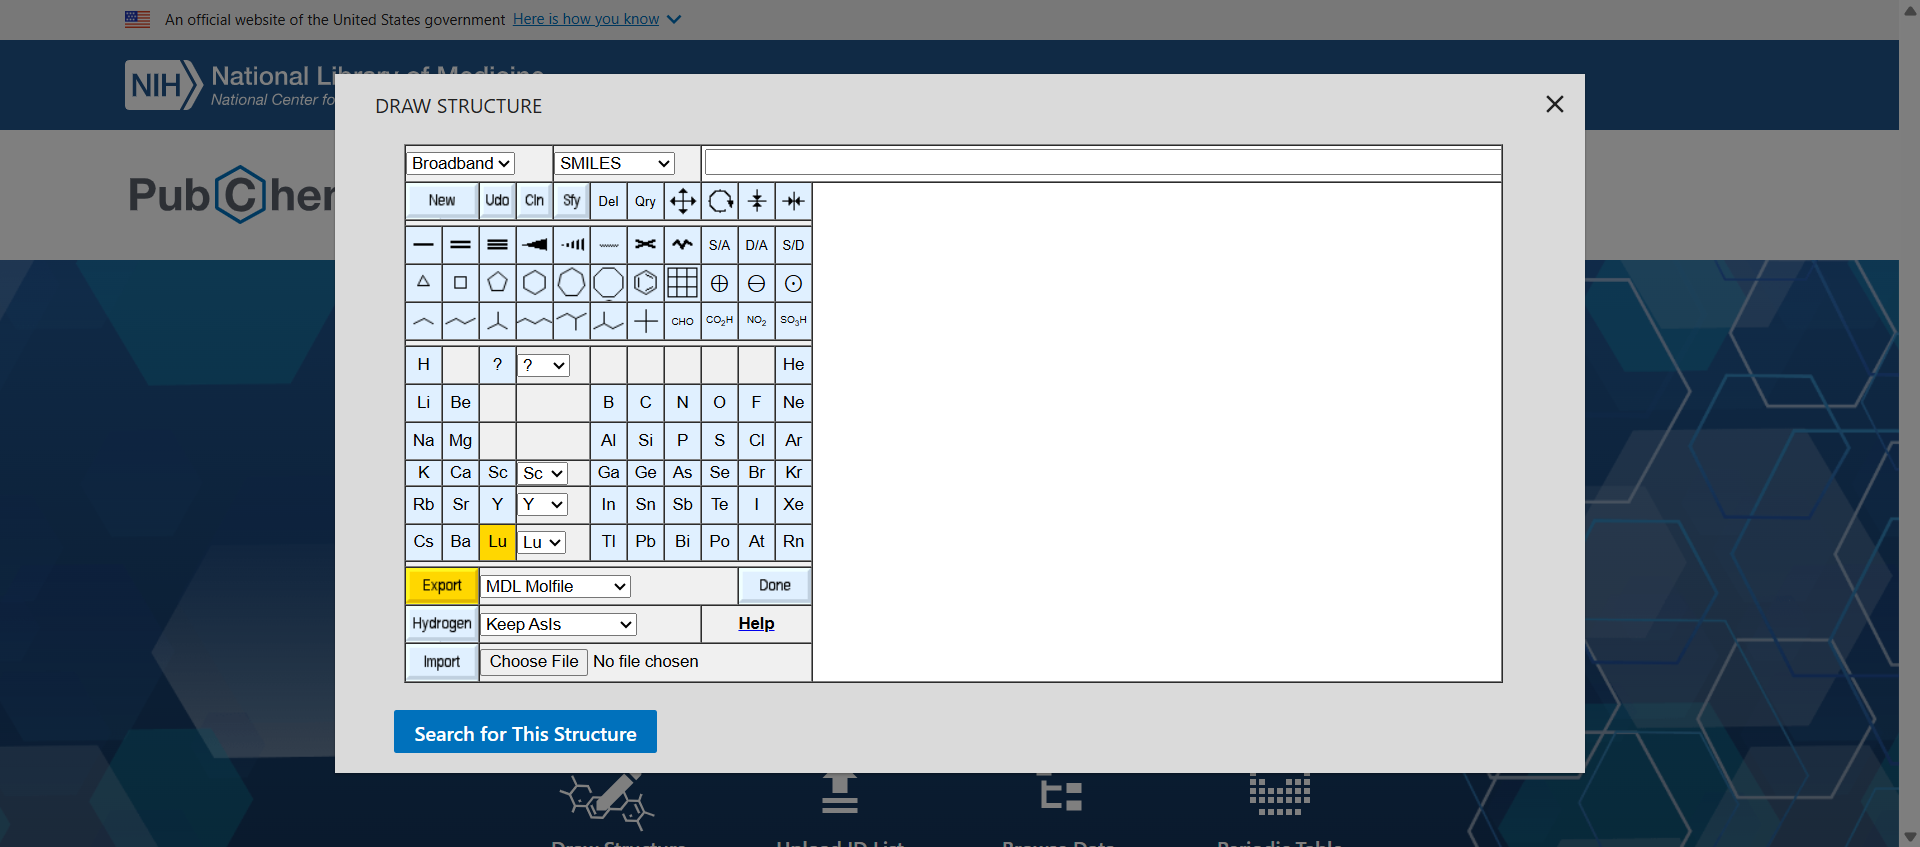 An official website of the United States government Here is how you know
NIH National Library of Medicine
National Center fo
PubChem
DRAW STRUCTURE
Broadband SMILES
New Udo Cln Sfy Del Qry
S/A D/A S/D
CHO CO2H NO2 SO3H
H ? ? He
Li Be B C N O F Ne
Na Mg Al Si P S Cl Ar
K Ca Sc Sc Ga Ge As Se Br Kr
Rb Sr Y Y In Sn Sb Te I Xe
Cs Ba Lu Lu Tl Pb Bi Po At Rn
Export MDL Molfile Done
Hydrogen Keep AsIs Help
Import Choose File No file chosen
Search for This Structure
Draw Structure Upload ID List Browse Data Periodic Table